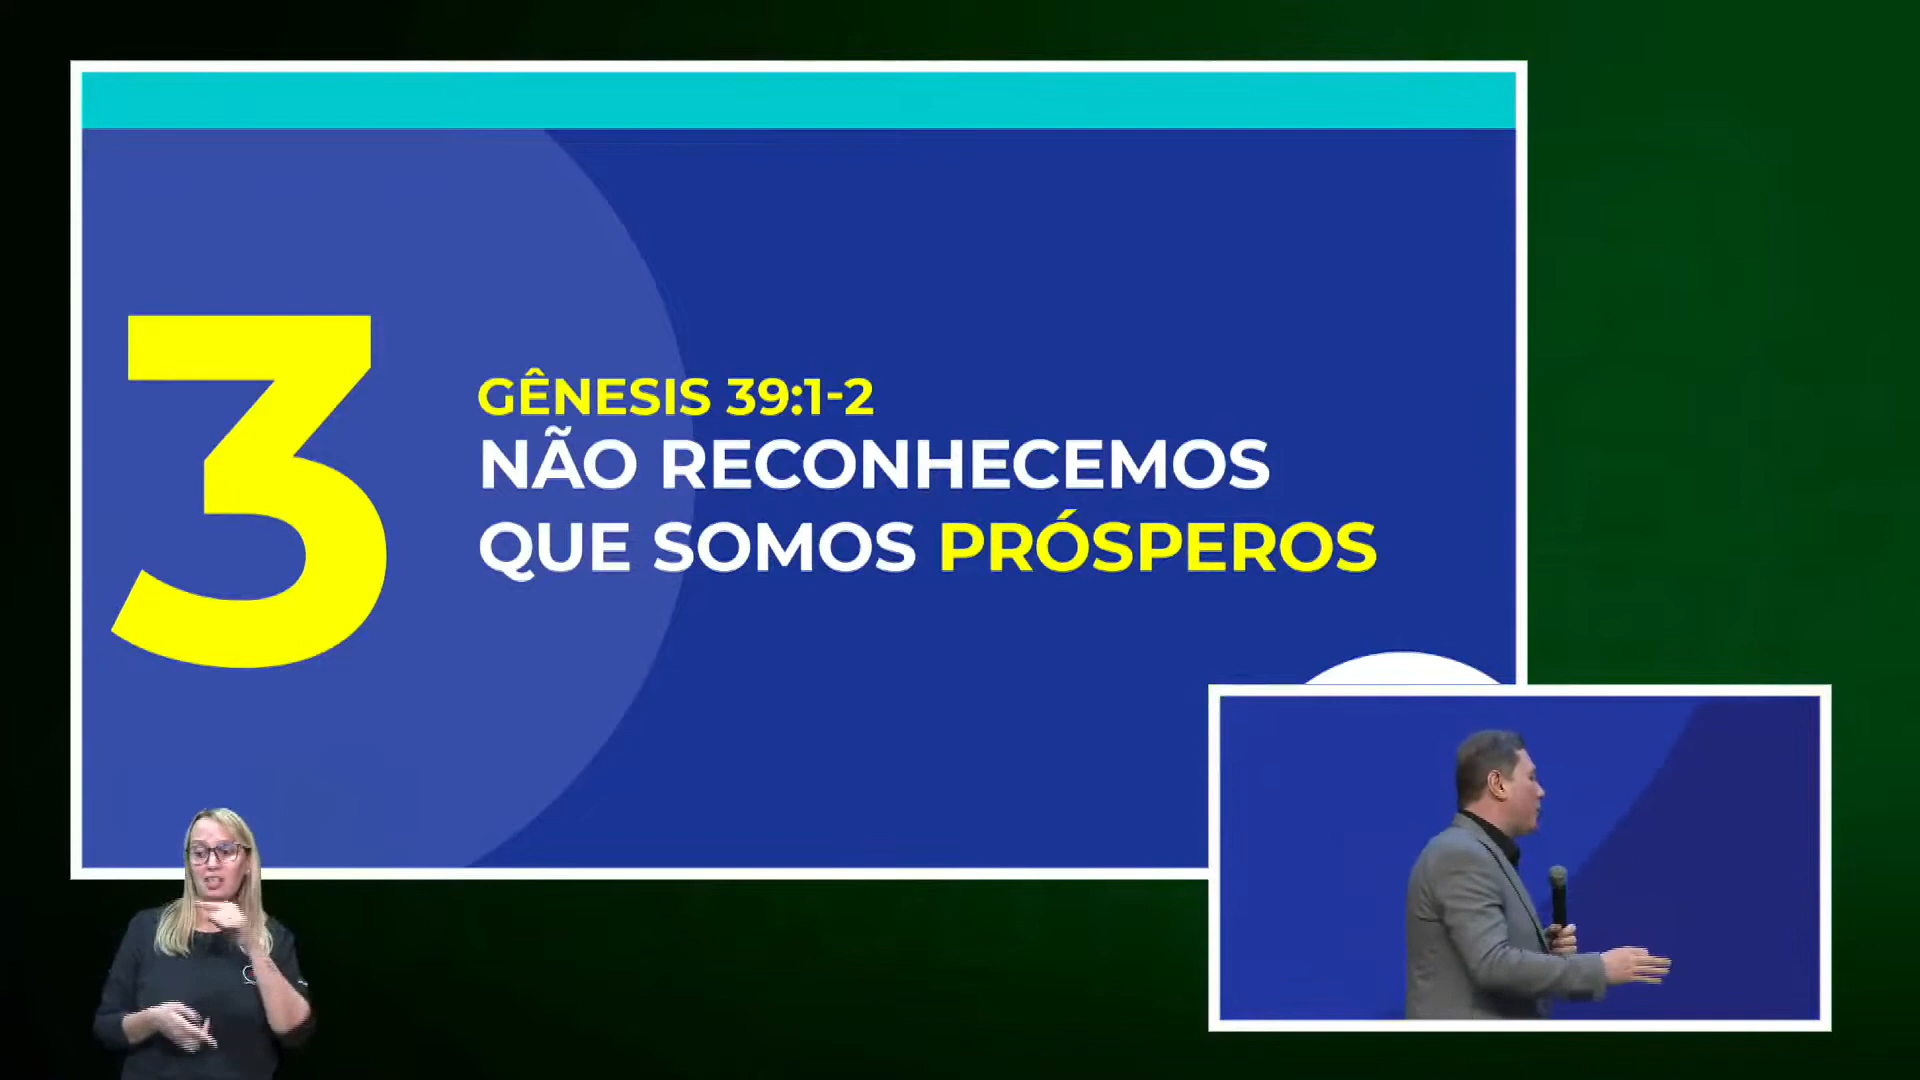 3
GÊNESIS 39:1-2
NÃO RECONHECEMOS
QUE SOMOS PRÓSPEROS